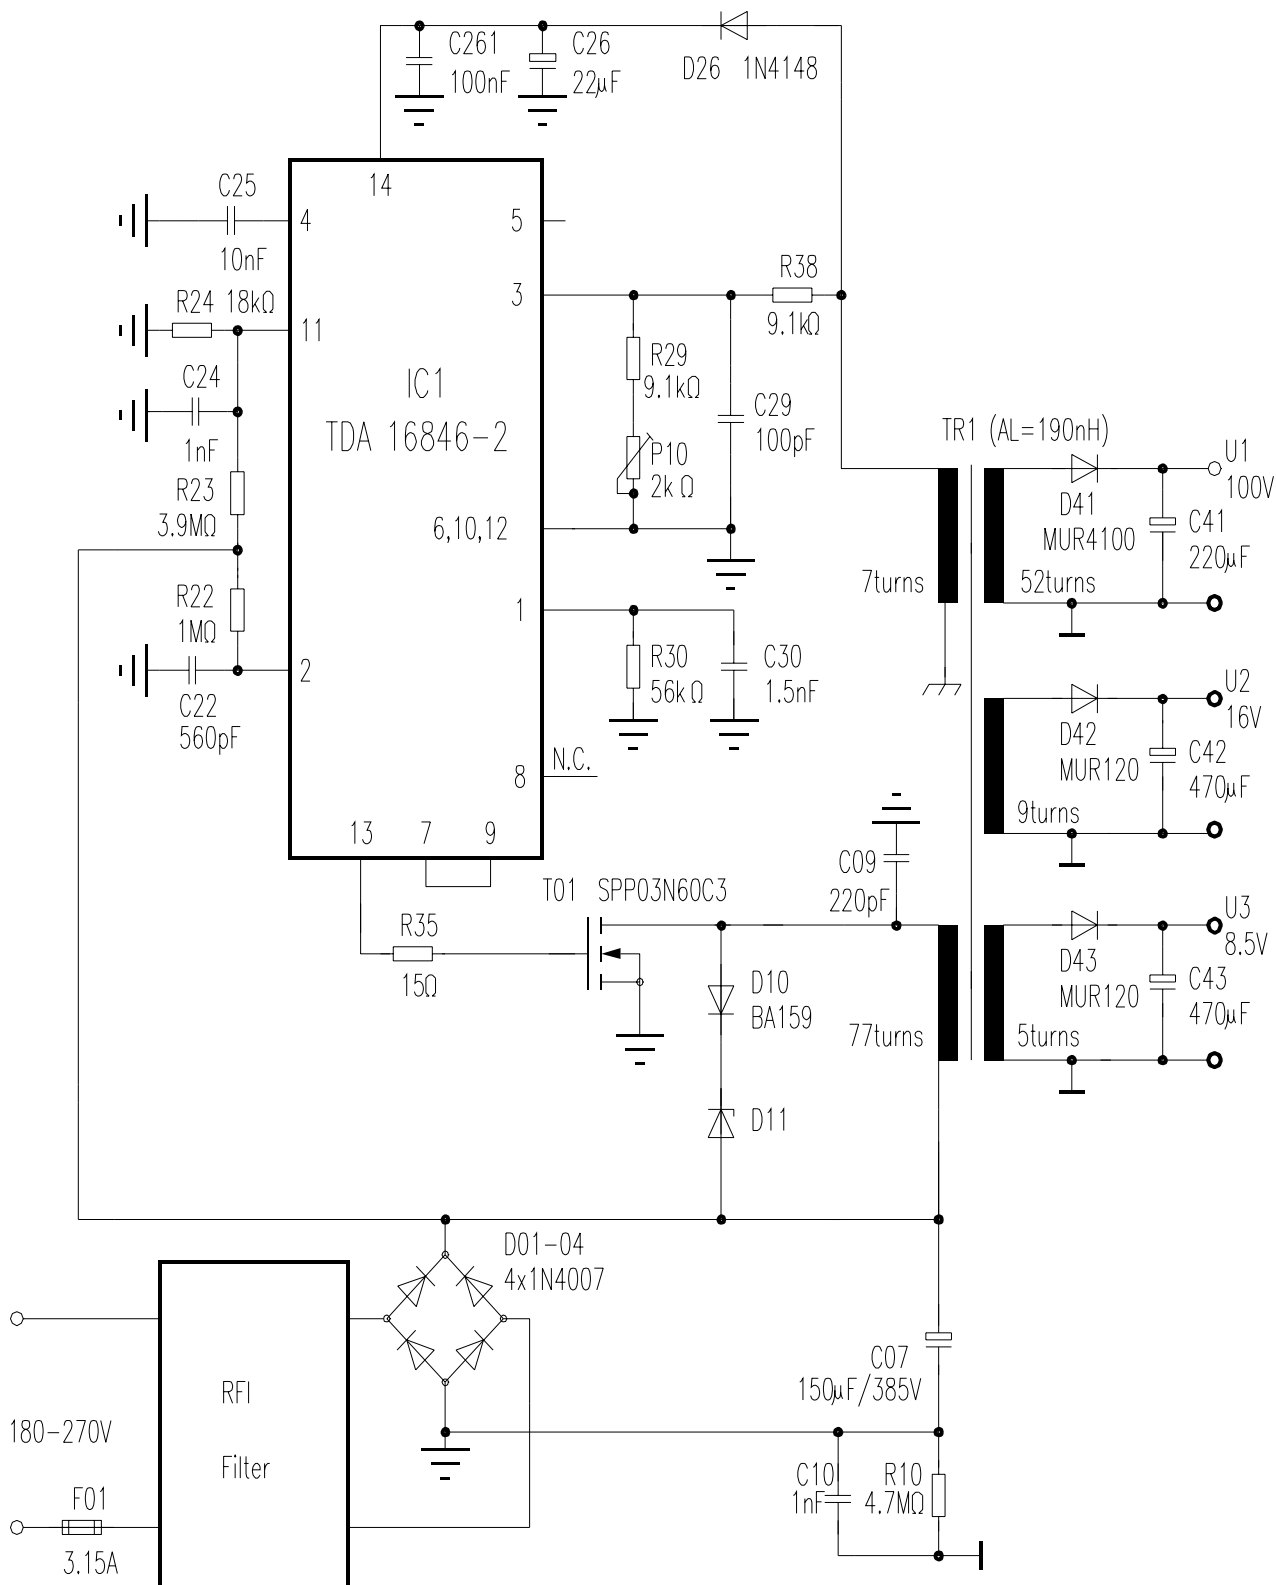 C261
100nF
C26
22µF
D26 1N4148
14
C25
10nF
4
5
R24 18kΩ
11
3
R38
9.1kΩ
C24
1nF
IC1
TDA 16846-2
R29
9.1kΩ
C29
100pF
P10
2kΩ
R23
3.9MΩ
6,10,12
TR1 (AL=190nH)
U1
100V
D41
MUR4100
C41
220µF
7turns
52turns
R22
1MΩ
1
2
C22
560pF
R30
56kΩ
C30
1.5nF
U2
16V
D42
MUR120
C42
470µF
9turns
8
N.C.
13
7
9
C09
220pF
T01 SPP03N60C3
R35
15Ω
D10
BA159
U3
8.5V
D43
MUR120
C43
470µF
77turns
5turns
D11
D01-04
4x1N4007
C07
150µF/385V
RFI
Filter
180-270V
F01
3.15A
C10
1nF
R10
4.7MΩ